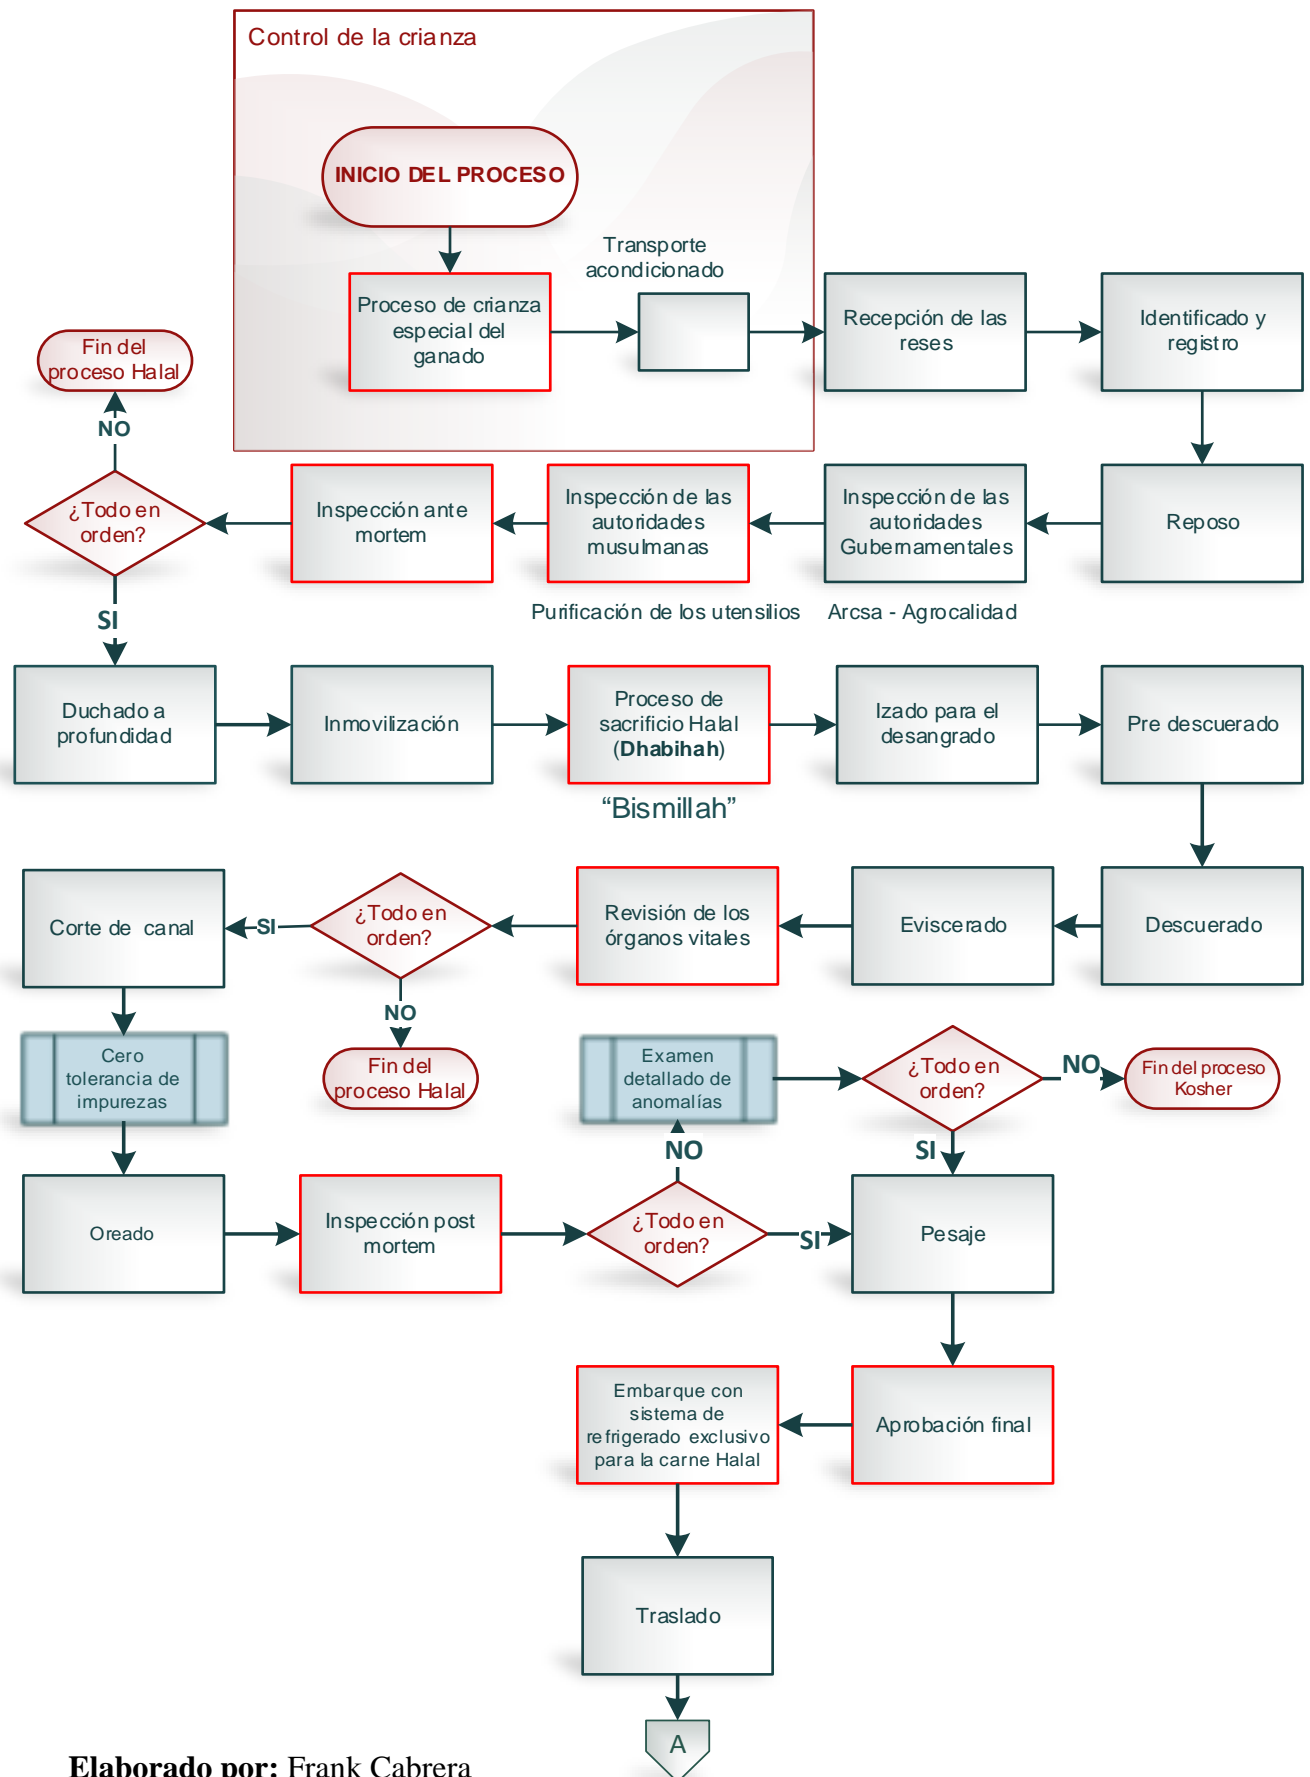 Control de la crianza
INICIO DEL PROCESO
Transporte
acondicionado
Proceso de crianza
especial del
ganado
Recepción de las
reses
Identificado y
registro
Fin del
proceso Halal
NO
¿Todo en
orden?
Inspección ante
mortem
Inspección de las
autoridades
musulmanas
Inspección de las
autoridades
Gubernamentales
Reposo
SI
Purificación de los utensilios
Arcsa - Agrocalidad
Duchado a
profundidad
Inmovilización
Proceso de
sacrificio Halal
(Dhabihah)
Izado para el
desangrado
Pre descuerado
“Bismillah”
Corte de canal
SI
¿Todo en
orden?
Revisión de los
órganos vitales
Eviscerado
Descuerado
NO
Cero
tolerancia de
impurezas
Fin del
proceso Halal
Examen
detallado de
anomalías
¿Todo en
orden?
NO
Fin del proceso
Kosher
NO
SI
Oreado
Inspección post
mortem
¿Todo en
orden?
SI
Pesaje
Embarque con
sistema de
refrigerado exclusivo
para la carne Halal
Aprobación final
Traslado
A
Elaborado por: Frank Cabrera